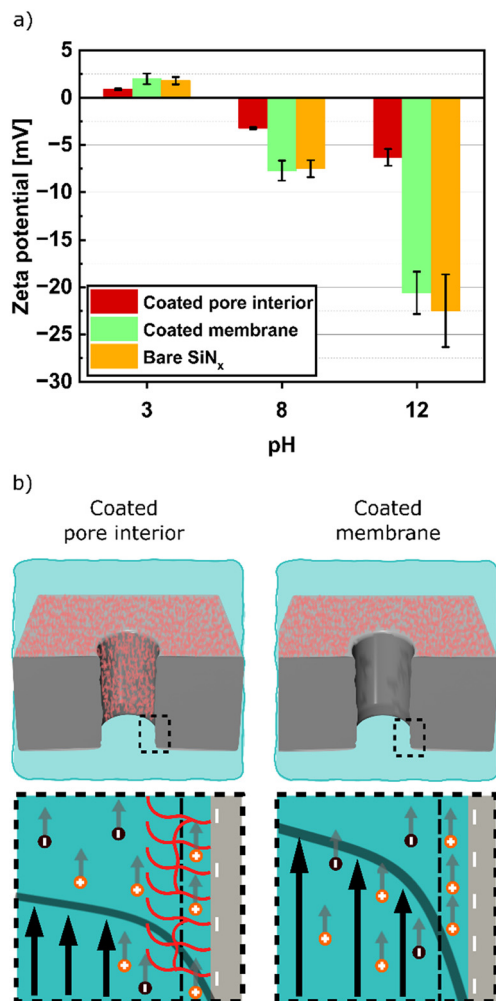 a)
5
0
−5
−10
−15
−20
−25
−30
Zeta potential [mV]
Coated pore interior
Coated membrane
Bare SiNₓ
3 8 12
pH
b)
Coated
pore interior
Coated
membrane